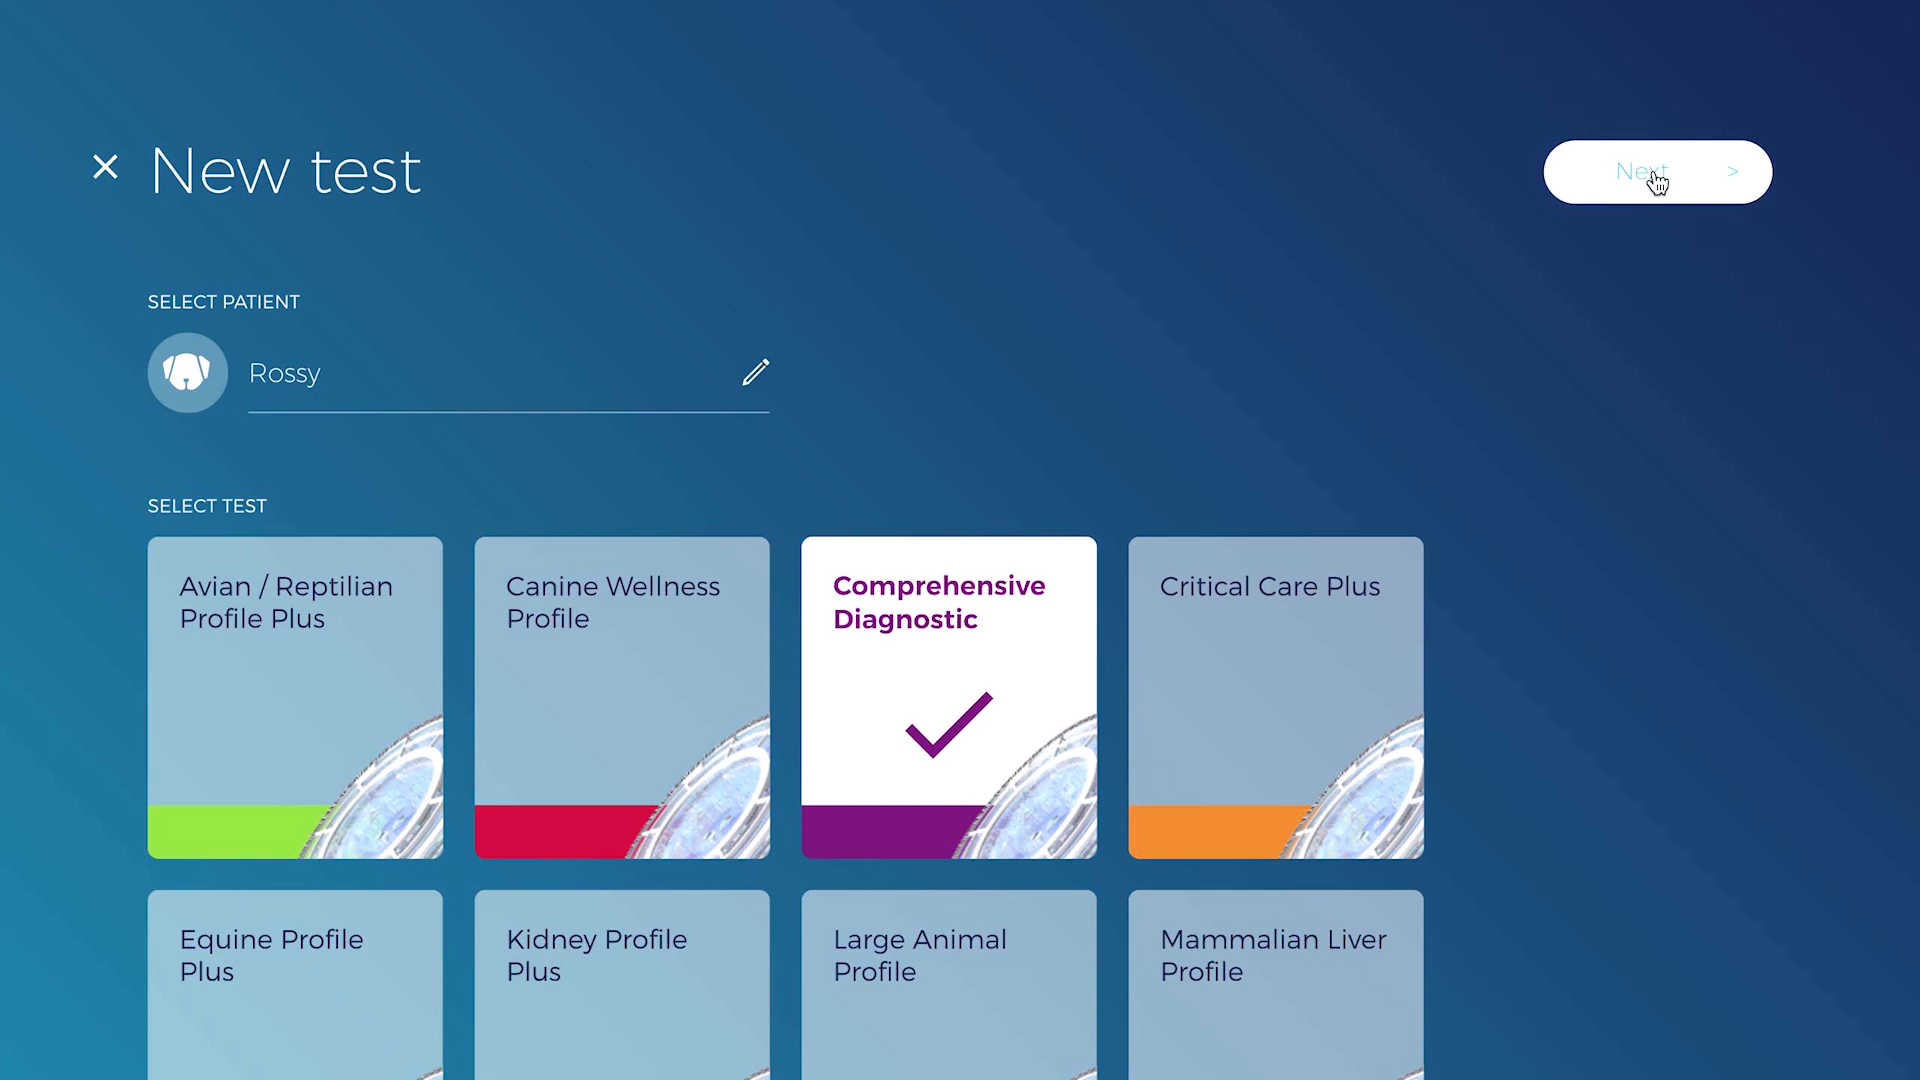 New test
Next >
SELECT PATIENT
Rossy
SELECT TEST
Avian / Reptilian
Profile Plus
Canine Wellness
Profile
Comprehensive
Diagnostic
Critical Care Plus
Equine Profile
Plus
Kidney Profile
Plus
Large Animal
Profile
Mammalian Liver
Profile